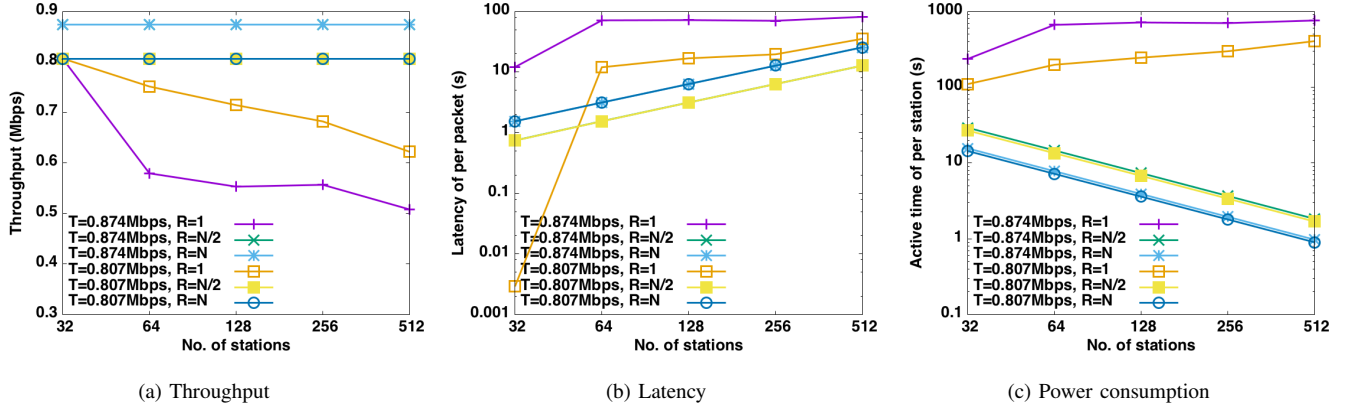 Throughput (Mbps)
0.9
0.8
0.7
0.6
0.5
0.4
0.3
T=0.874Mbps, R=1
T=0.874Mbps, R=N/2
T=0.874Mbps, R=N
T=0.807Mbps, R=1
T=0.807Mbps, R=N/2
T=0.807Mbps, R=N
32 64 128 256 512
No. of stations
(a) Throughput
Latency of per packet (s)
100
10
1
0.1
0.01
0.001
T=0.874Mbps, R=1
T=0.874Mbps, R=N/2
T=0.874Mbps, R=N
T=0.807Mbps, R=1
T=0.807Mbps, R=N/2
T=0.807Mbps, R=N
32 64 128 256 512
No. of stations
(b) Latency
Active time of per station (s)
1000
100
10
1
0.1
T=0.874Mbps, R=1
T=0.874Mbps, R=N/2
T=0.874Mbps, R=N
T=0.807Mbps, R=1
T=0.807Mbps, R=N/2
T=0.807Mbps, R=N
32 64 128 256 512
No. of stations
(c) Power consumption